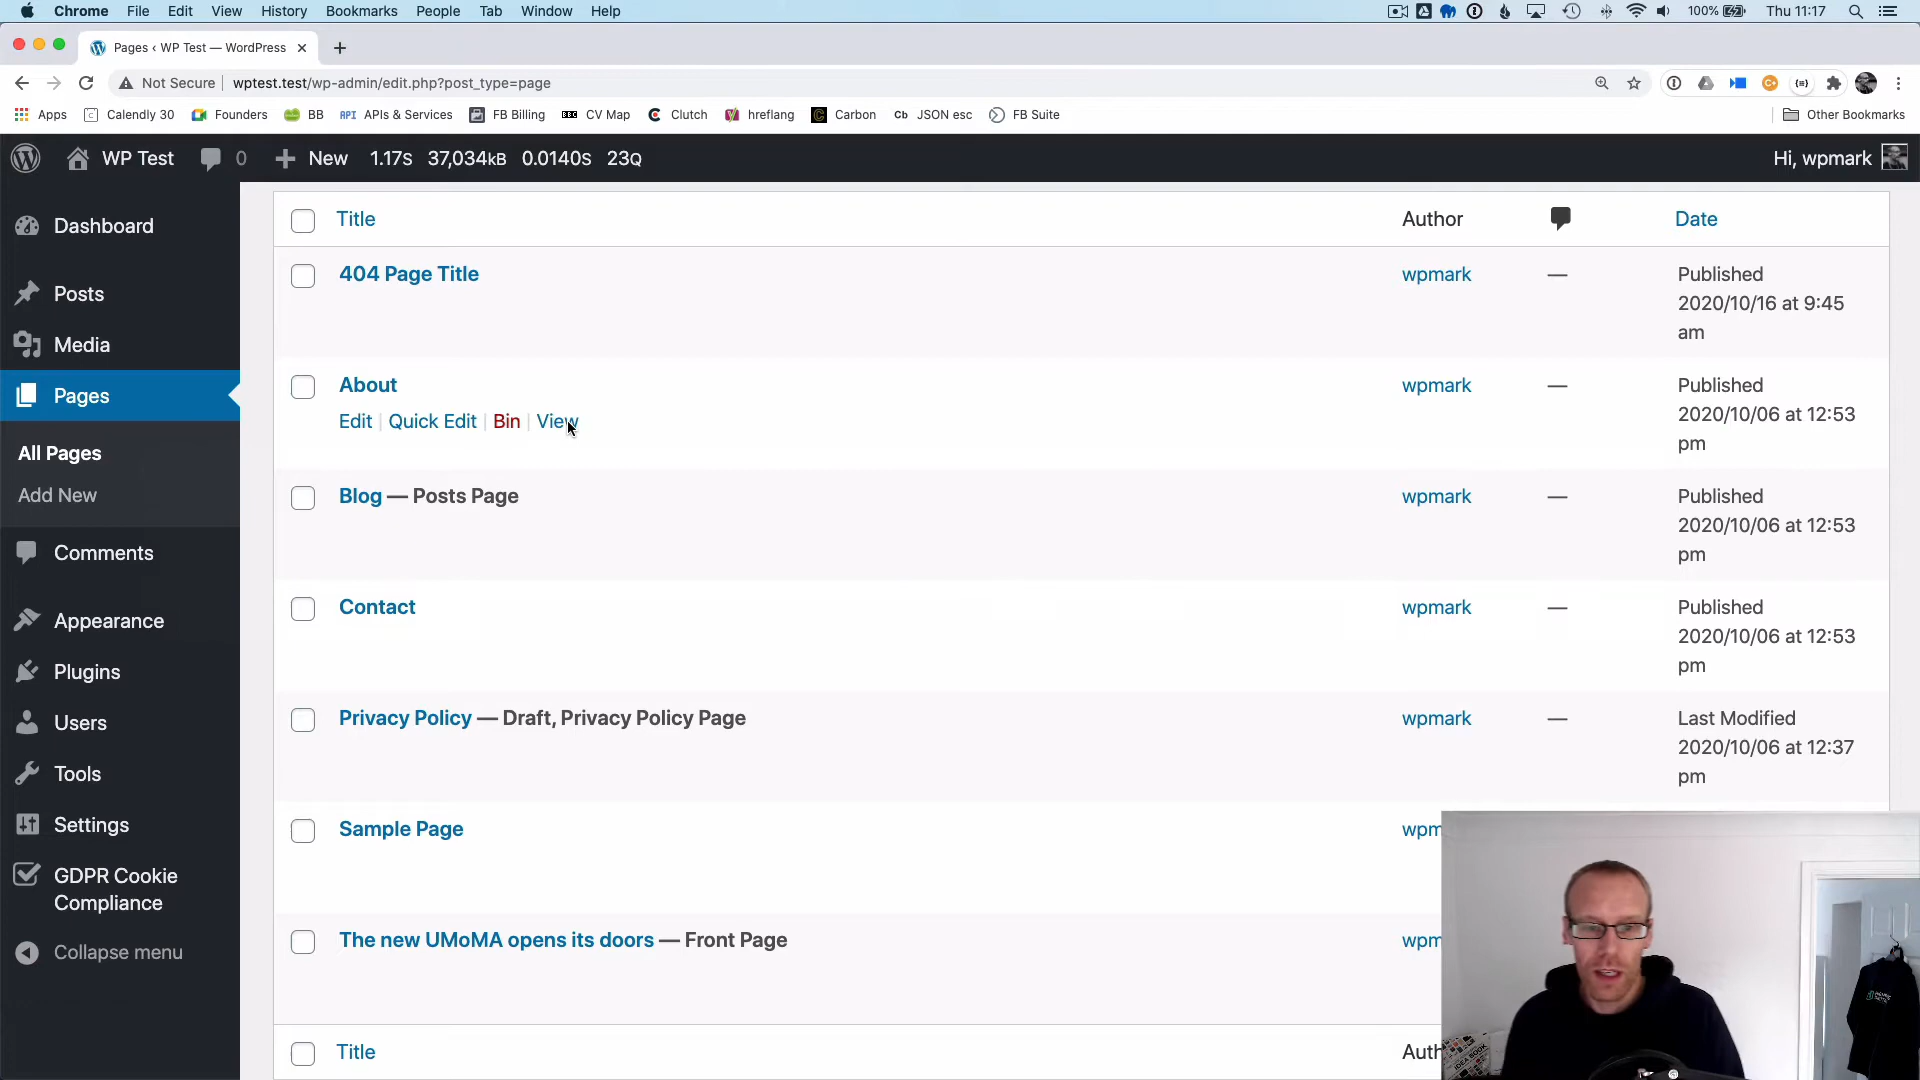 Chrome File Edit View History Bookmarks People Tab Window Help 100% Thu 11:17
Pages ‹ WP Test — WordPress
Not Secure wptest.test/wp-admin/edit.php?post_type=page
Apps Calendly 30 Founders BB API APIs & Services FB Billing BBC CV Map Clutch hreflang Carbon Cb JSON esc FB Suite Other Bookmarks
WP Test 0 New 1.17S 37,034KB 0.0140S 23Q Hi, wpmark
Dashboard
Posts
Media
Pages
All Pages
Add New
Comments
Appearance
Plugins
Users
Tools
Settings
GDPR Cookie
Compliance
Collapse menu
Title Author Date
404 Page Title wpmark — Published
2020/10/16 at 9:45
am
About wpmark — Published
Edit | Quick Edit | Bin | View 2020/10/06 at 12:53
pm
Blog — Posts Page wpmark — Published
2020/10/06 at 12:53
pm
Contact wpmark — Published
2020/10/06 at 12:53
pm
Privacy Policy — Draft, Privacy Policy Page wpmark — Last Modified
2020/10/06 at 12:37
pm
Sample Page wpm
The new UMoMA opens its doors — Front Page wpm
Title Auth